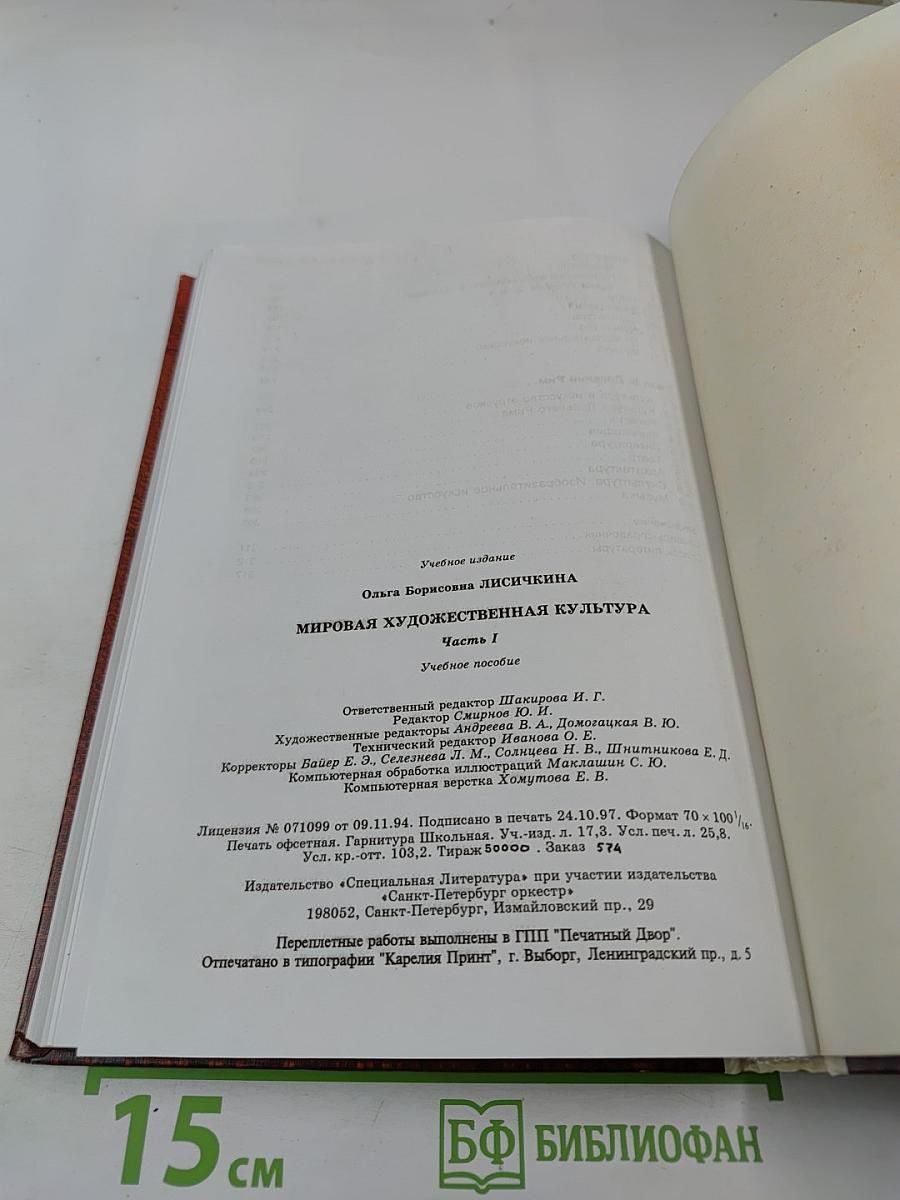 Учебное издание
Ольга Борисовна ЛИСИЧКИНА
МИРОВАЯ ХУДОЖЕСТВЕННАЯ КУЛЬТУРА
Часть I
Учебное пособие
Ответственный редактор Шакирова И. Г.
Редактор Смирнов Ю. И.
Художественные редакторы Андреева В. А., Домогацкая В. Ю.
Технический редактор Иванова О. Е.
Корректоры Байер Е. Э., Селезнева Л. М., Солнцева Н. В., Шнитникова Е. Д.
Компьютерная обработка иллюстраций Маклашин С. Ю.
Компьютерная верстка Хомутова Е. В.
Лицензия № 071099 от 09.11.94. Подписано в печать 24.10.97. Формат 70 × 100 1/16.
Печать офсетная. Гарнитура Школьная. Уч.-изд. л. 17,3. Усл. печ. л. 25,8.
Усл. кр.-отт. 103,2. Тираж 50000. Заказ 574
Издательство «Специальная Литература» при участии издательства
«Санкт-Петербург оркестр»
198052, Санкт-Петербург, Измайловский пр., 29
Переплетные работы выполнены в ГПП "Печатный Двор".
Отпечатано в типографии "Карелия Принт", г. Выборг, Ленинградский пр., д. 5
15 см
БФ БИБЛИОФАН